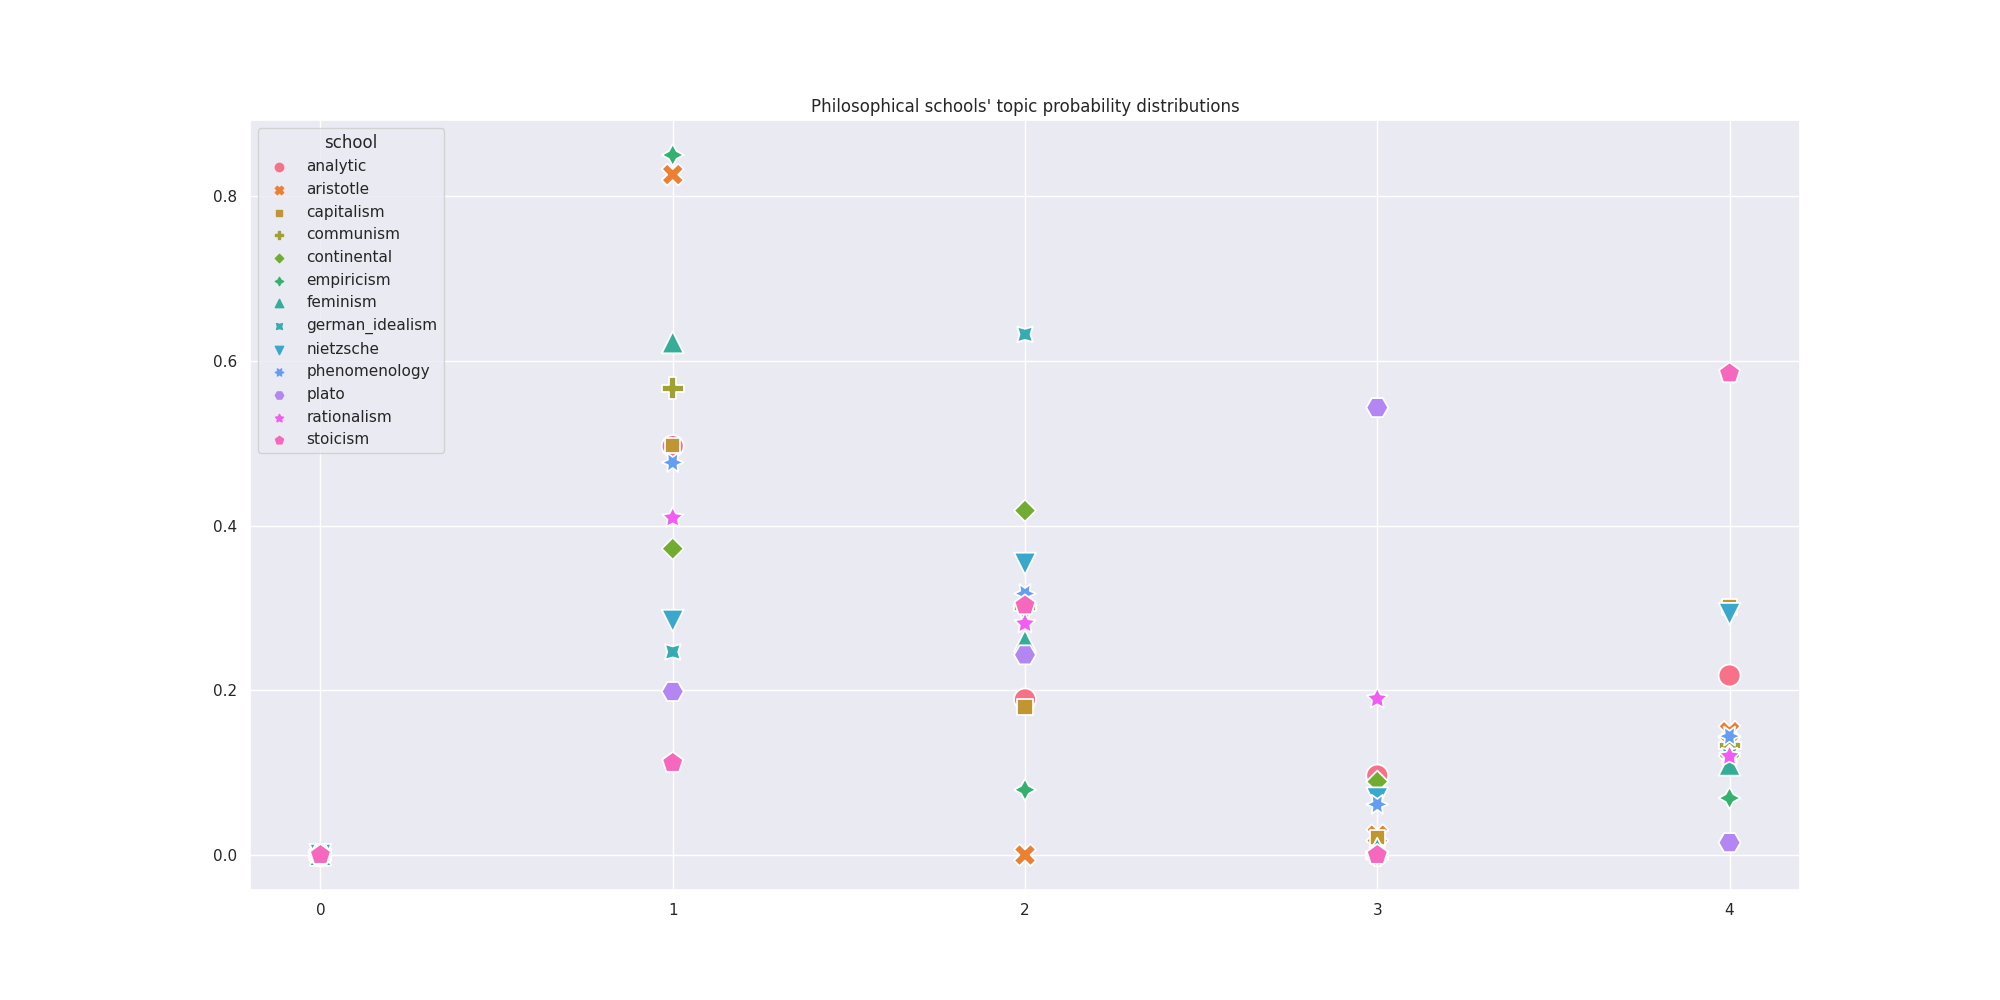 Philosophical schools' topic probability distributions
school
analytic
aristotle
capitalism
communism
continental
empiricism
feminism
german_idealism
nietzsche
phenomenology
plato
rationalism
stoicism
0.8
0.6
0.4
0.2
0.0
0 1 2 3 4